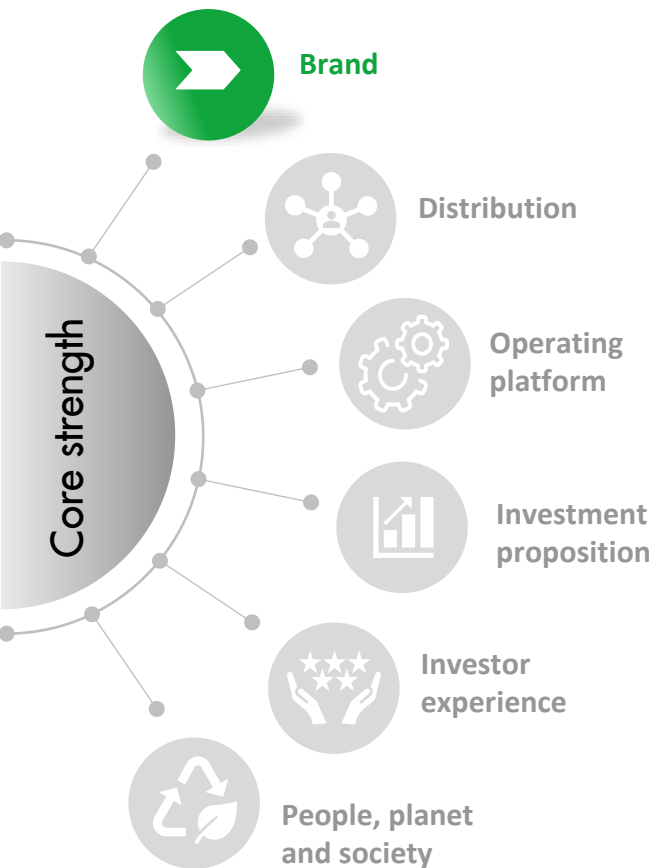 Brand
Distribution
Operating
platform
Core strength
Investment
proposition
Investor
experience
People, planet
and society